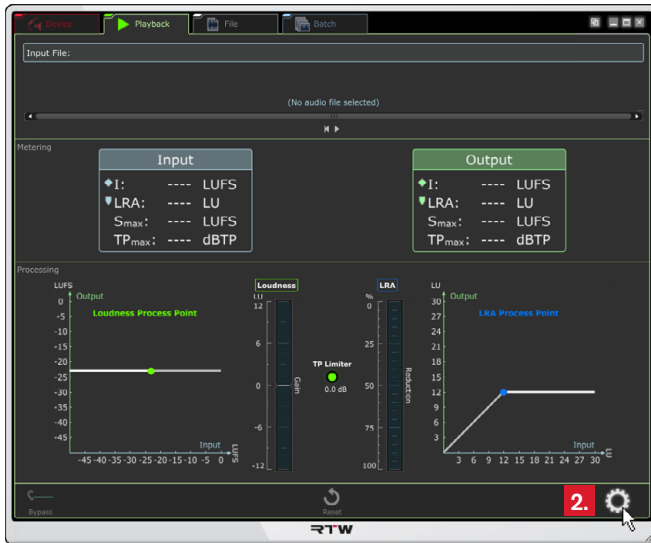 Device Playback File Batch
Input File:
(No audio file selected)
Metering
Input
I: ---- LUFS
LRA: ---- LU
Smax: ---- LUFS
TPmax: ---- dBTP
Output
I: ---- LUFS
LRA: ---- LU
Smax: ---- LUFS
TPmax: ---- dBTP
Processing
LUFS
Output
Loudness Process Point
0
-5
-10
-15
-20
-25
-30
-35
-40
-45
Input
-45 -40 -35 -30 -25 -20 -15 -10 -5 0
LUFS
Loudness
LU
12
6
0
-6
-12
Gain
TP Limiter
0.0 dB
LRA
%
0
25
50
75
100
Reduction
LU
Output
LRA Process Point
30
27
24
21
18
15
12
9
6
3
Input
3 6 9 12 15 18 21 24 27 30
LU
Bypass
Reset
2.
RTW